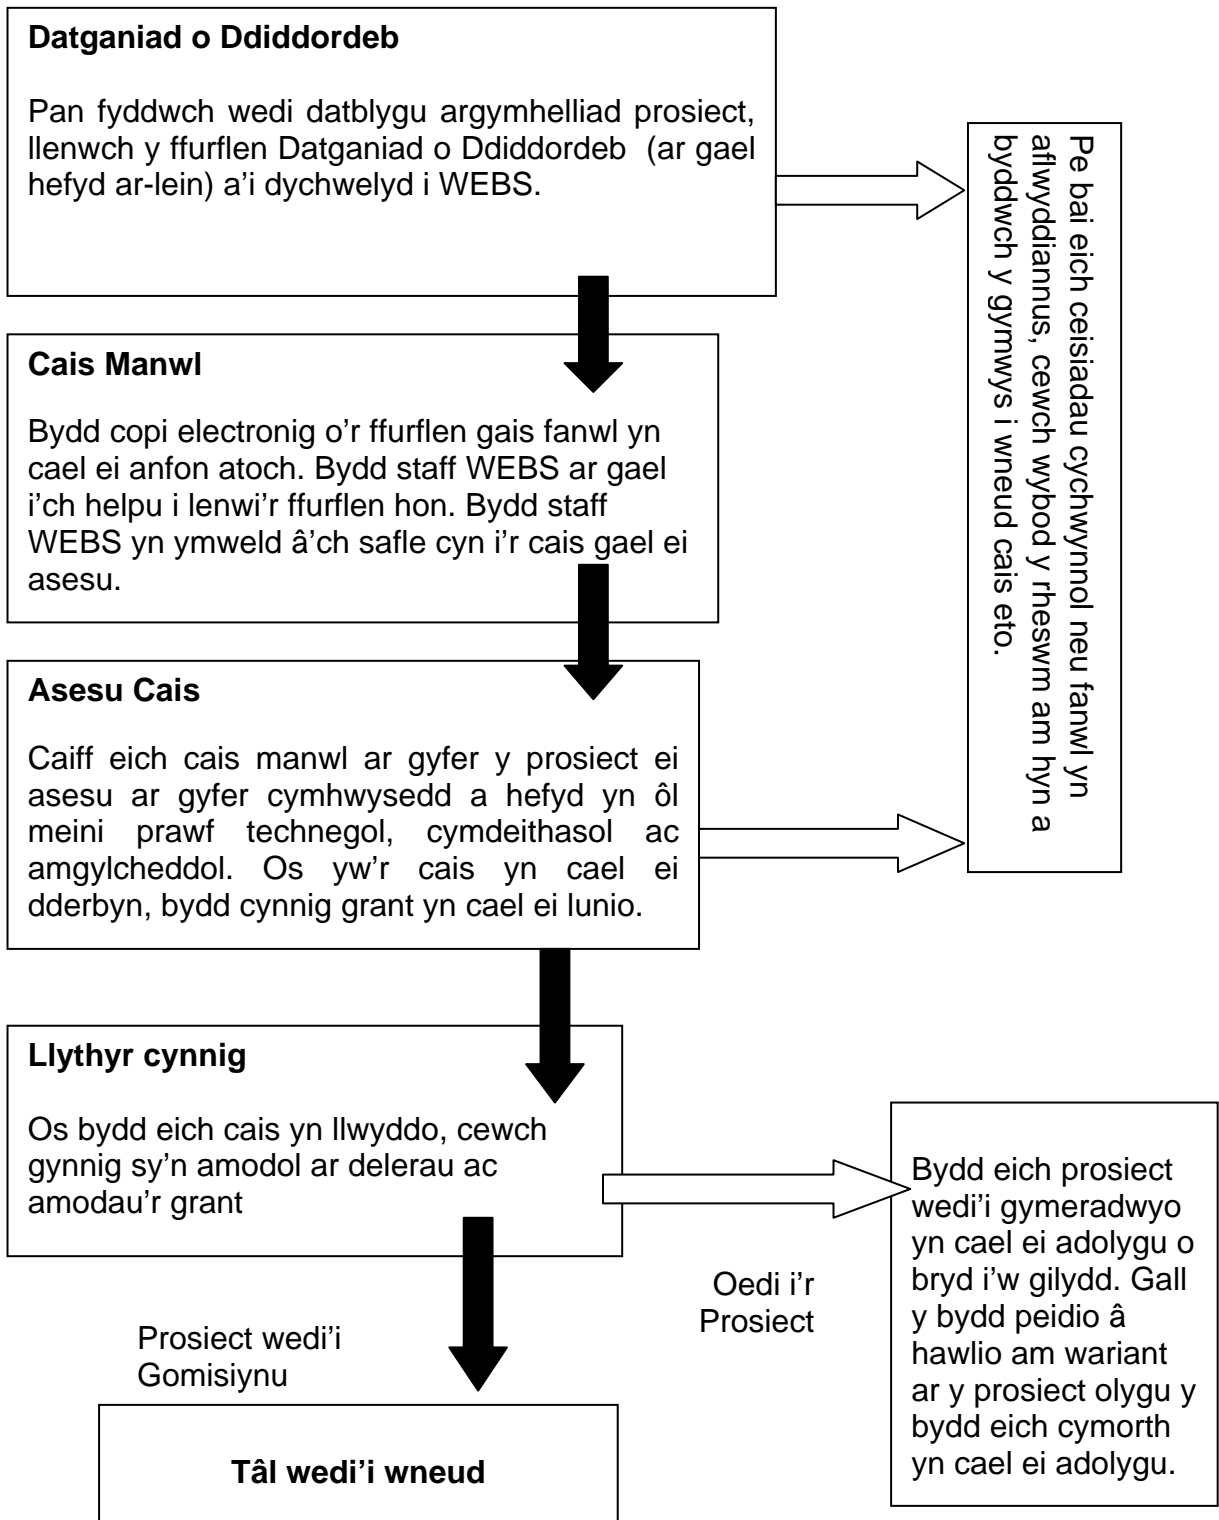 Datganiad o Ddiddordeb
Pan fyddwch wedi datblygu argymhelliad prosiect,
llenwch y ffurflen Datganiad o Ddiddordeb (ar gael
hefyd ar-lein) a'i dychwelyd i WEBS.
Pe bai eich ceisiadau cychwynnol neu fanwl yn
aflwyddiannus, cewch wybod y rheswm am hyn a
byddwch y gymwys i wneud cais eto.
Cais Manwl
Bydd copi electronig o'r ffurflen gais fanwl yn
cael ei anfon atoch. Bydd staff WEBS ar gael
i'ch helpu i lenwi'r ffurflen hon. Bydd staff
WEBS yn ymweld â'ch safle cyn i'r cais gael ei
asesu.
Asesu Cais
Caiff eich cais manwl ar gyfer y prosiect ei
asesu ar gyfer cymhwysedd a hefyd yn ôl
meini prawf technegol, cymdeithasol ac
amgylcheddol. Os yw'r cais yn cael ei
dderbyn, bydd cynnig grant yn cael ei lunio.
Llythyr cynnig
Os bydd eich cais yn llwyddo, cewch
gynnig sy'n amodol ar delerau ac
amodau'r grant
Oedi i'r
Prosiect
Bydd eich prosiect
wedi'i gymeradwyo
yn cael ei adolygu o
bryd i'w gilydd. Gall
y bydd peidio â
hawlio am wariant
ar y prosiect olygu y
bydd eich cymorth
yn cael ei adolygu.
Prosiect wedi'i
Gomisiynu
Tâl wedi'i wneud